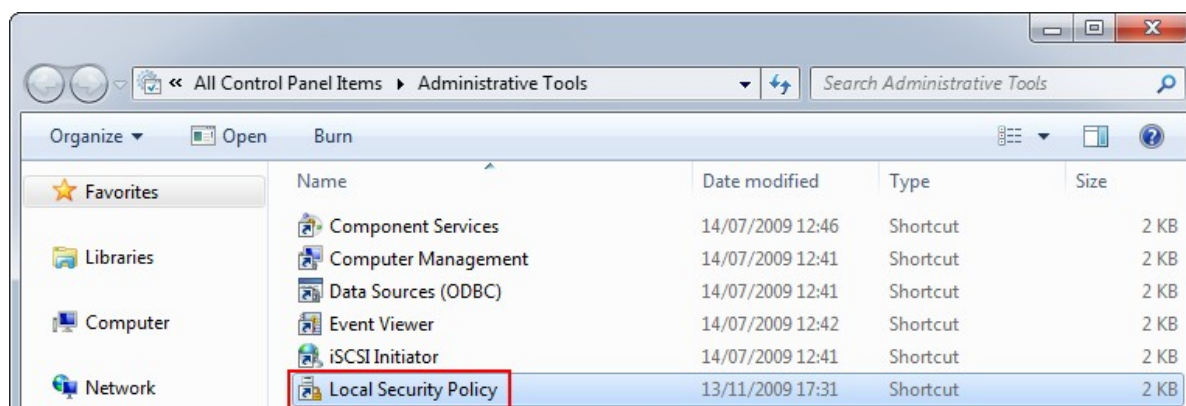 « All Control Panel Items ▸ Administrative Tools Search Administrative Tools
Organize Open Burn
Name Date modified Type Size
Favorites
Component Services 14/07/2009 12:46 Shortcut 2 KB
Libraries Computer Management 14/07/2009 12:41 Shortcut 2 KB
Data Sources (ODBC) 14/07/2009 12:41 Shortcut 2 KB
Computer Event Viewer 14/07/2009 12:42 Shortcut 2 KB
iSCSI Initiator 14/07/2009 12:41 Shortcut 2 KB
Network Local Security Policy 13/11/2009 17:31 Shortcut 2 KB